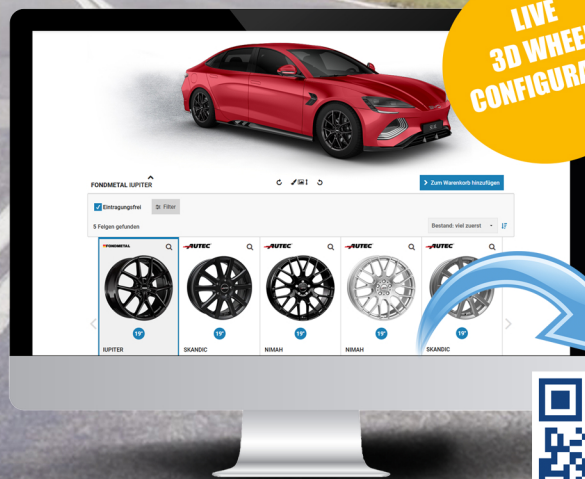 LIVE
3D WHEE
CONFIGURA
FONDMETAL IUPITER
Zum Warenkorb hinzufügen
Eintragungsfrei
Filter
5 Felgen gefunden
Bestand: viel zuerst
FONDMETAL
AUTEC
AUTEC
AUTEC
AUTEC
19"
19"
19"
19"
IUPITER
SKANDIC
NIMAH
NIMAH
SKANDIC